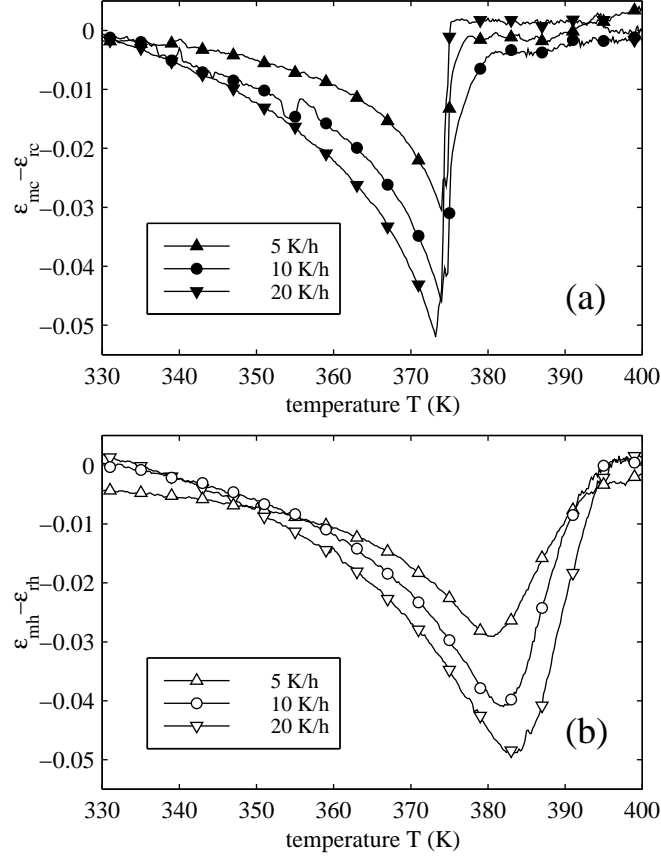 0
−0.01
−0.02
−0.03
−0.04
−0.05
ε_mc−ε_rc
5 K/h
10 K/h
20 K/h
(a)
330 340 350 360 370 380 390 400
temperature T (K)
0
−0.01
−0.02
−0.03
−0.04
−0.05
ε_mh−ε_rh
5 K/h
10 K/h
20 K/h
(b)
330 340 350 360 370 380 390 400
temperature T (K)